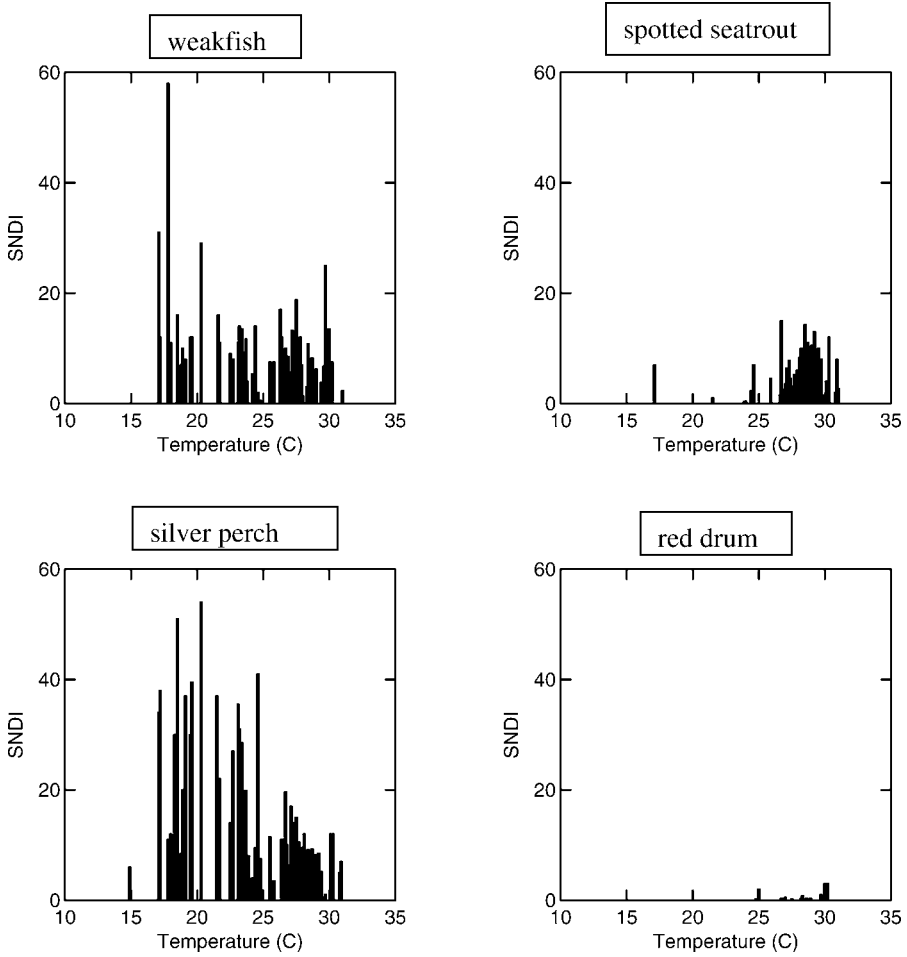 weakfish
spotted seatrout
60
40
20
0
SNDI
10 15 20 25 30 35
Temperature (C)
60
40
20
0
SNDI
10 15 20 25 30 35
Temperature (C)
silver perch
red drum
60
40
20
0
SNDI
10 15 20 25 30 35
Temperature (C)
60
40
20
0
SNDI
10 15 20 25 30 35
Temperature (C)